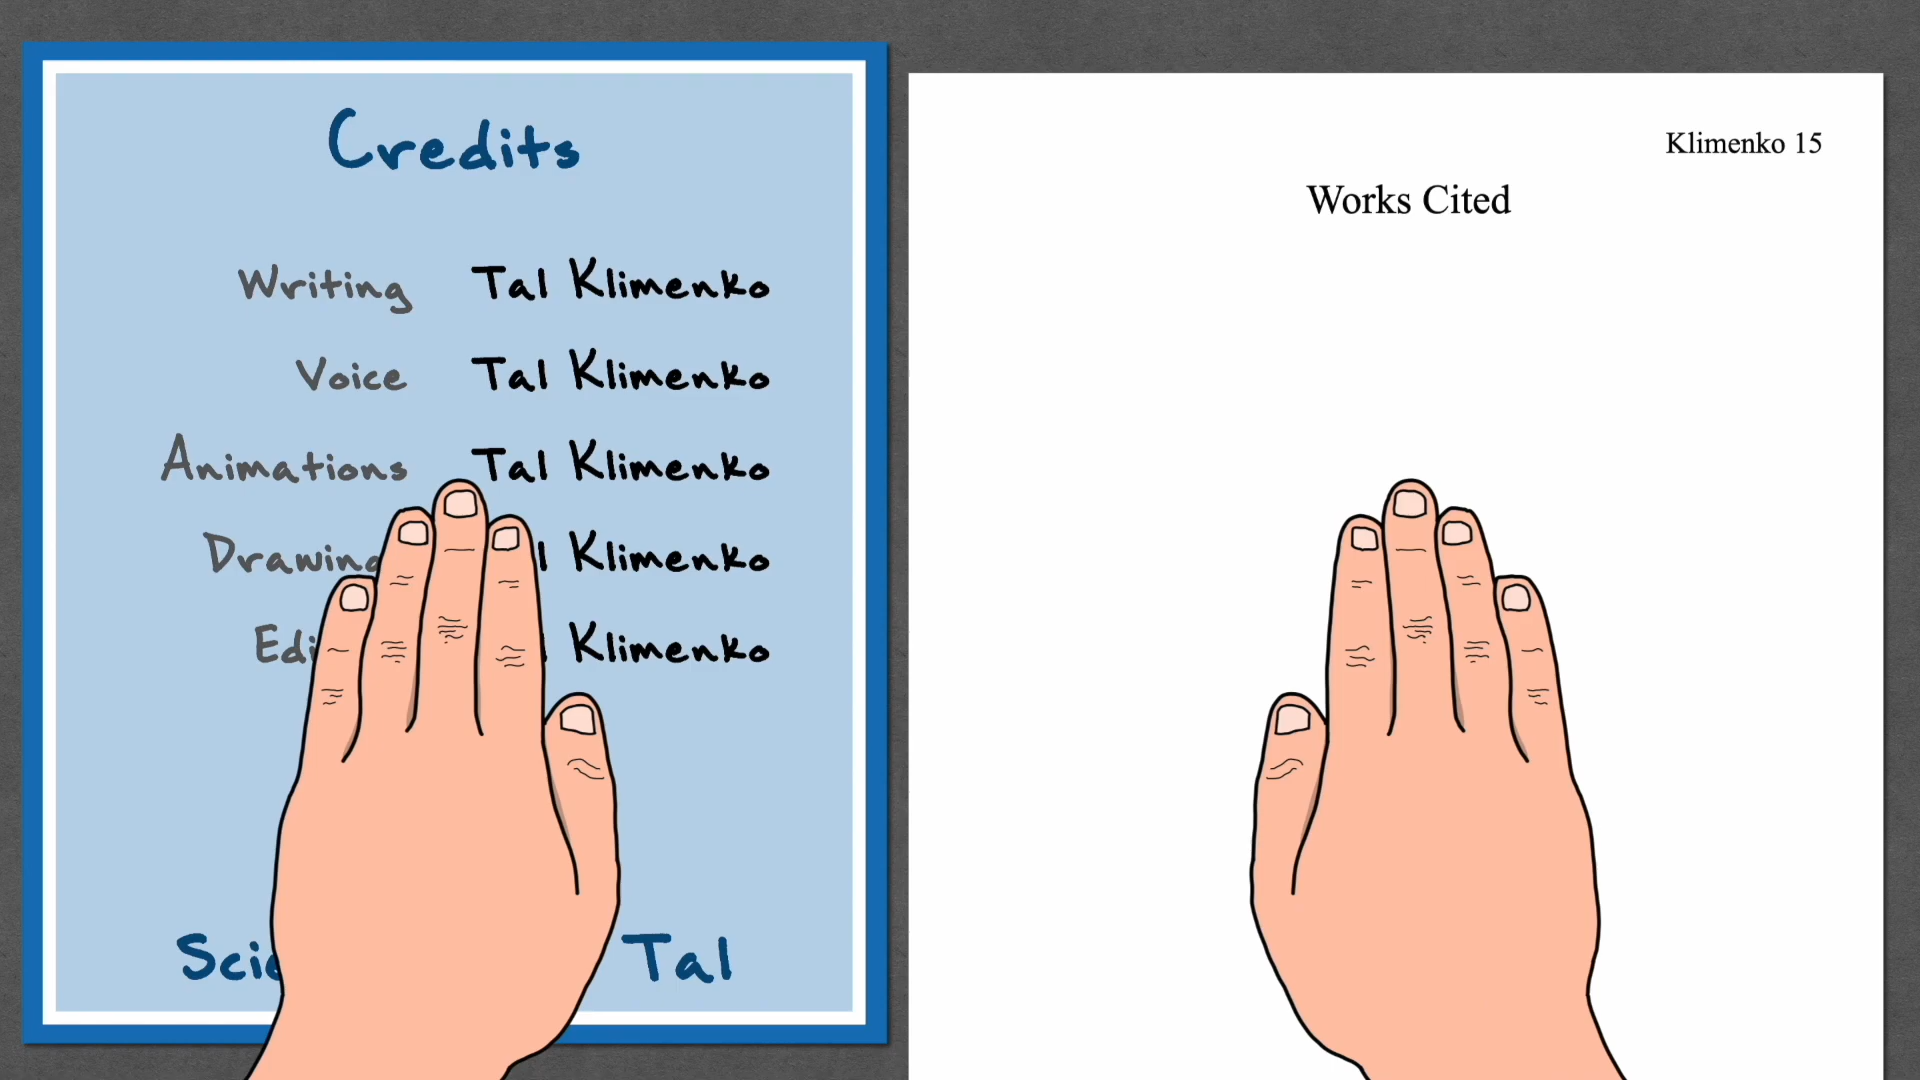 Credits
Writing Tal Klimenko
Voice Tal Klimenko
Animations Tal Klimenko
Klimenko
Klimenko
Tal
Klimenko 15
Works Cited